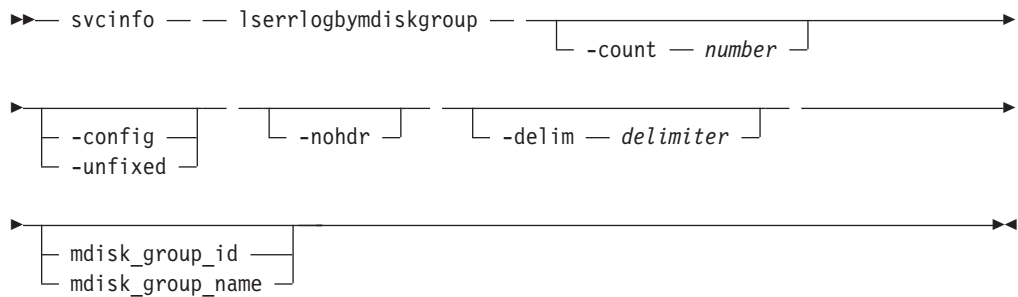 svcinfo lserrlogbymdiskgroup
-count number
-config -nohdr -delim delimiter
-unfixed
mdisk_group_id
mdisk_group_name